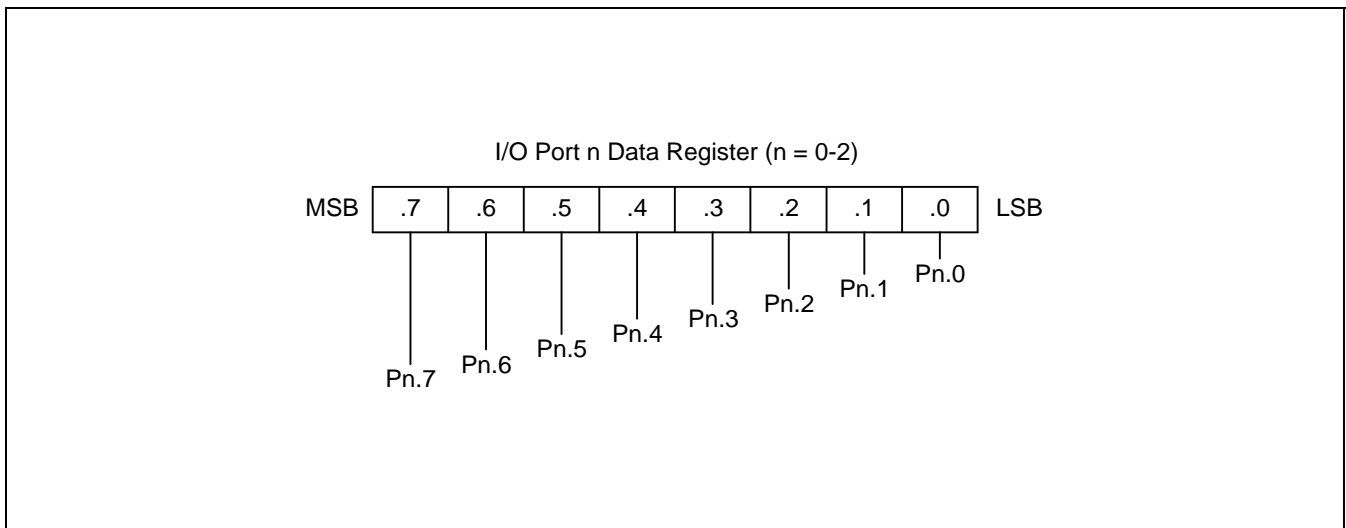 I/O Port n Data Register (n = 0-2)
MSB .7 .6 .5 .4 .3 .2 .1 .0 LSB
Pn.0
Pn.1
Pn.2
Pn.3
Pn.4
Pn.5
Pn.6
Pn.7